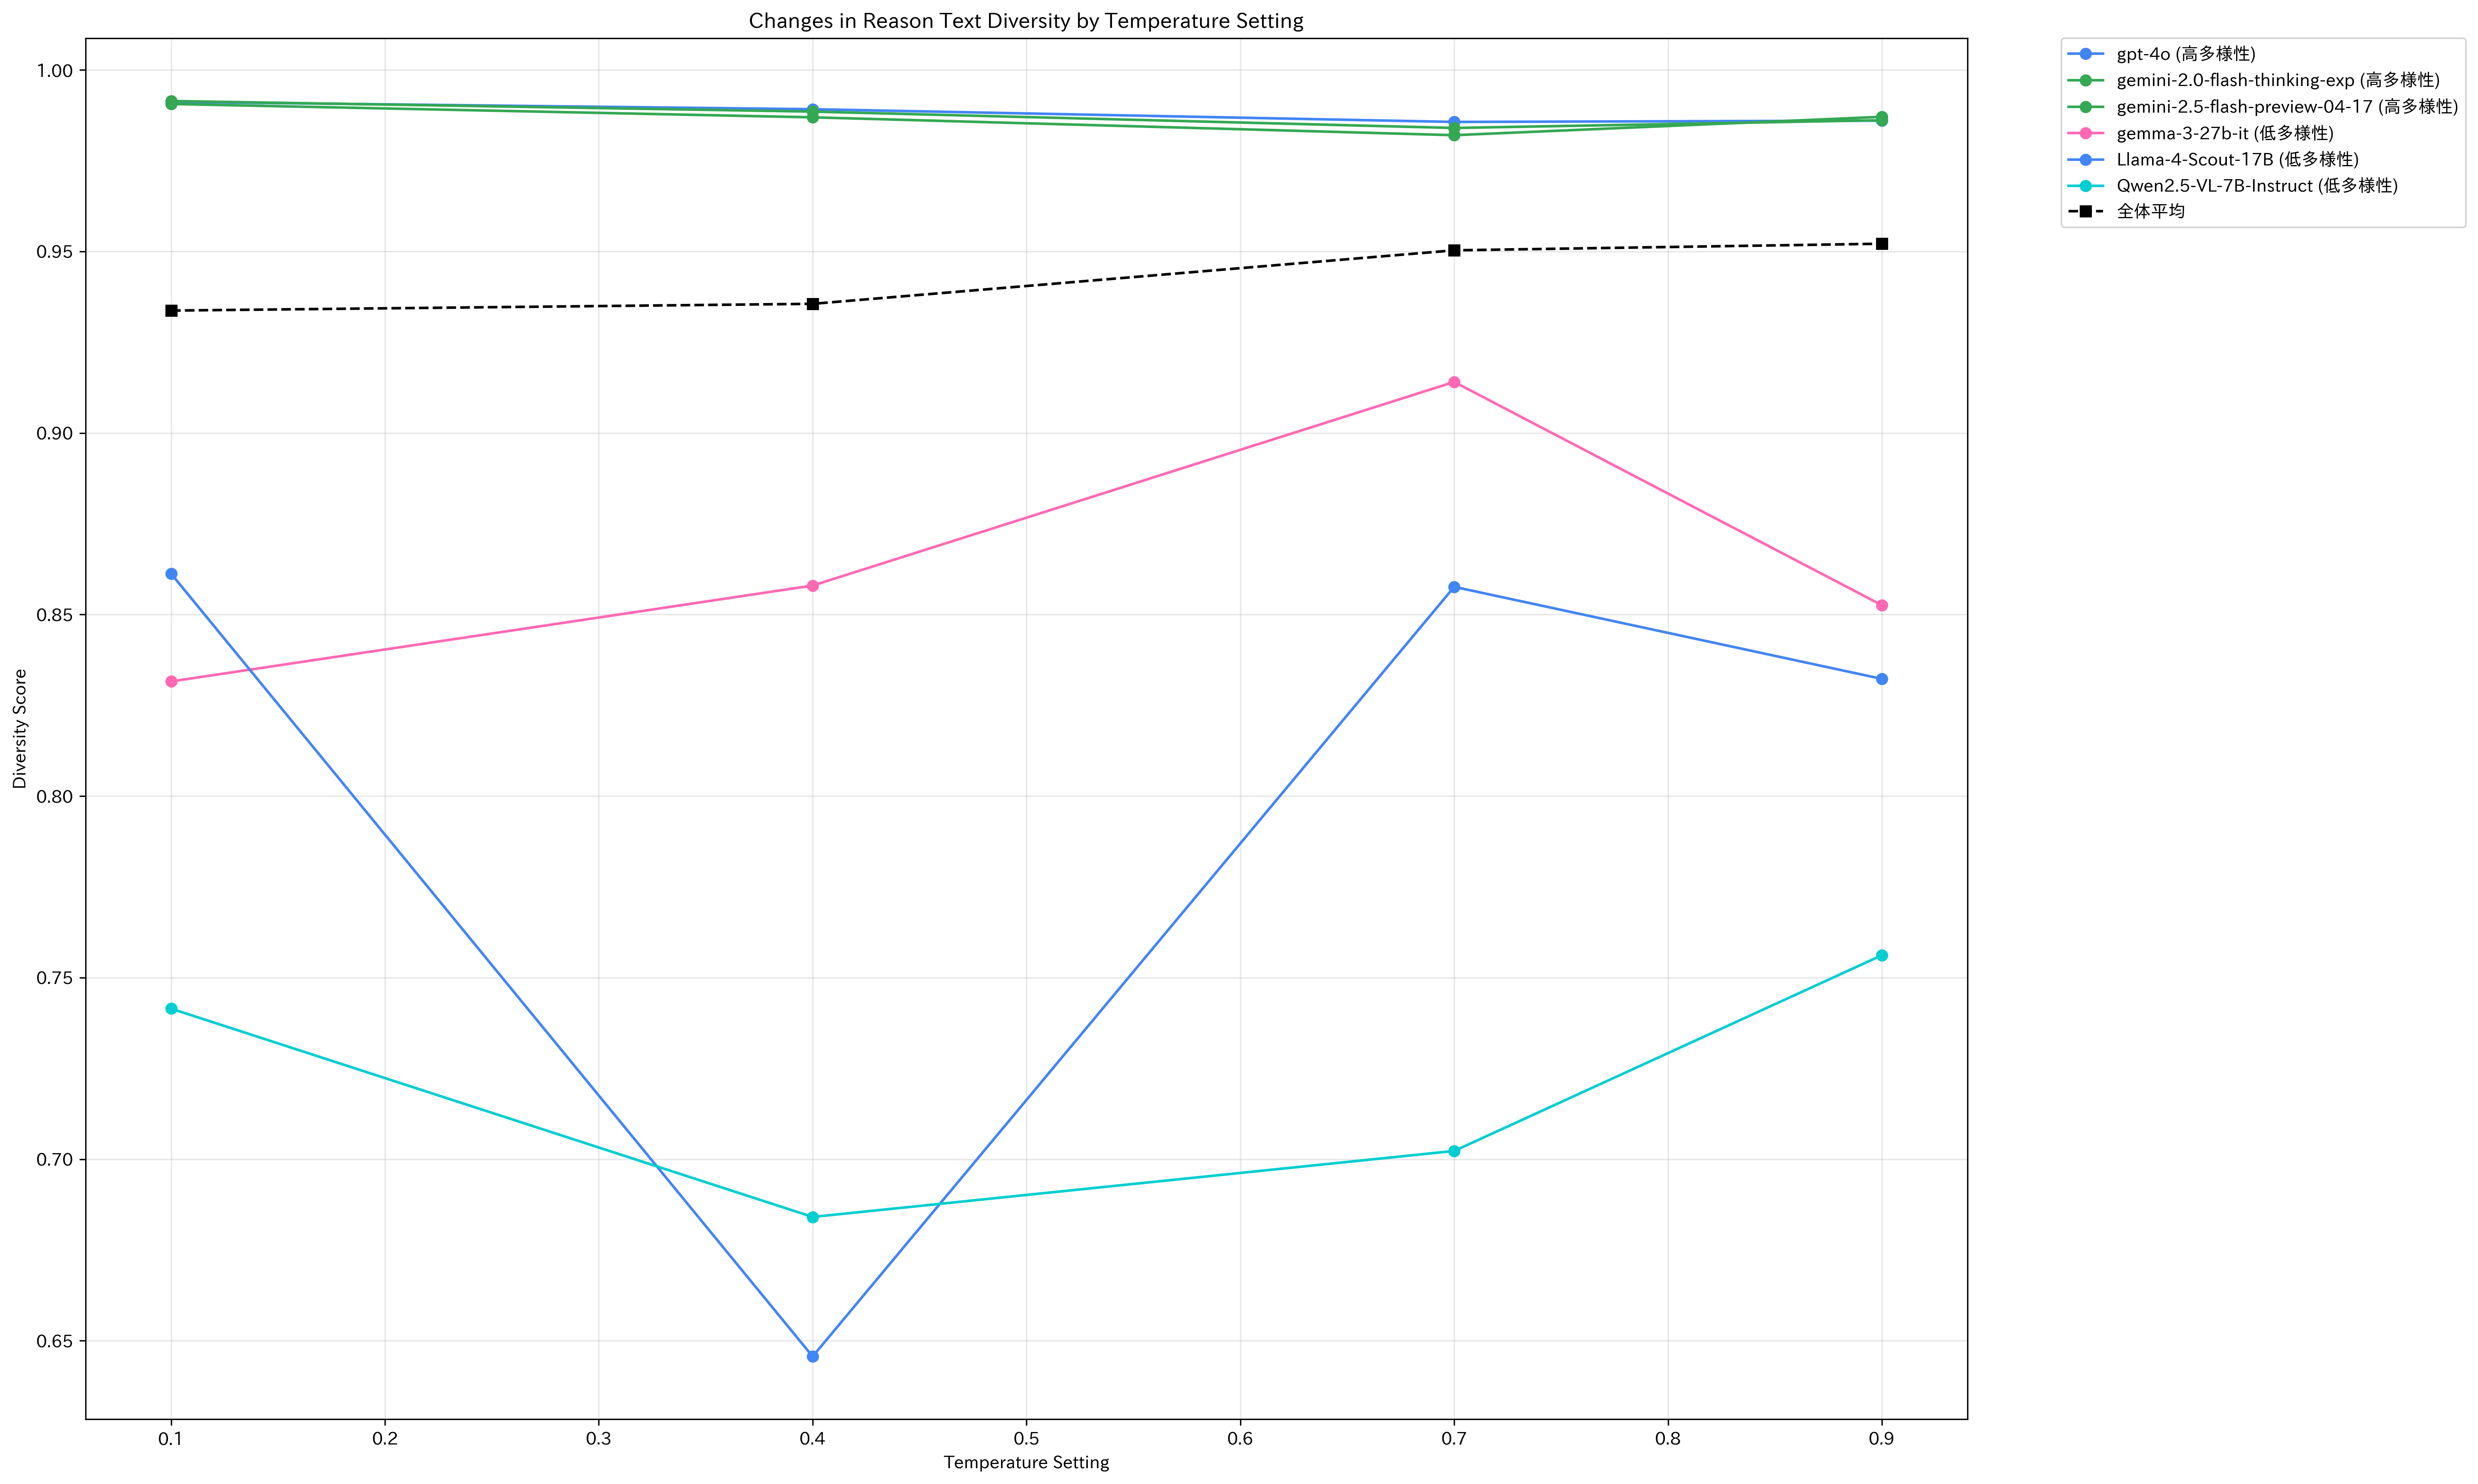 Changes in Reason Text Diversity by Temperature Setting
gpt-4o (高多様性)
gemini-2.0-flash-thinking-exp (高多様性)
gemini-2.5-flash-preview-04-17 (高多様性)
gemma-3-27b-it (低多様性)
Llama-4-Scout-17B (低多様性)
Qwen2.5-VL-7B-Instruct (低多様性)
全体平均
Diversity Score
1.00
0.95
0.90
0.85
0.80
0.75
0.70
0.65
0.1 0.2 0.3 0.4 0.5 0.6 0.7 0.8 0.9
Temperature Setting